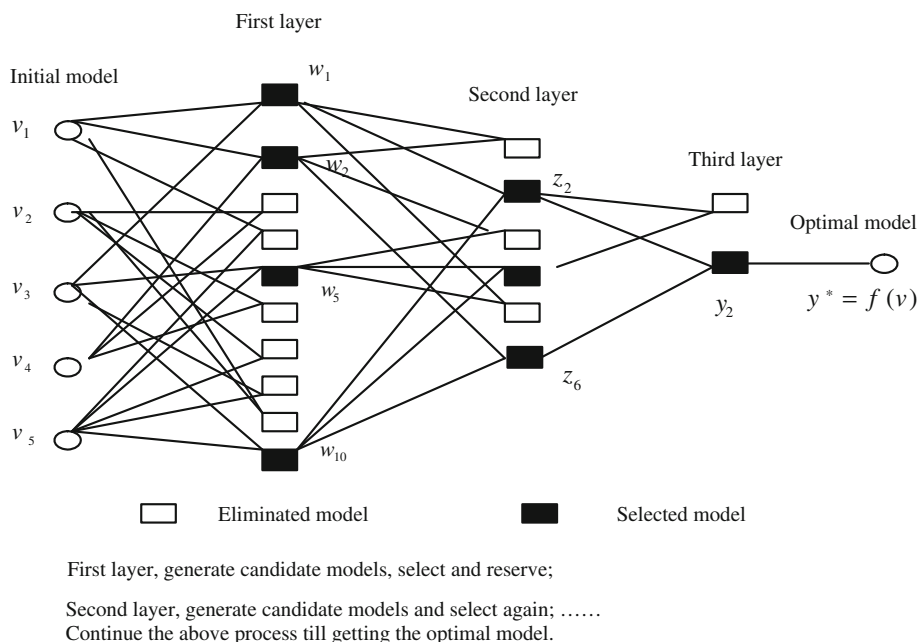 First layer
Initial model
w1
Second layer
v1
w2
Third layer
z2
v2
Optimal model
v3
w5
y2
y * = f (v)
v4
z6
v5
w10
Eliminated model
Selected model
First layer, generate candidate models, select and reserve;
Second layer, generate candidate models and select again; ……
Continue the above process till getting the optimal model.